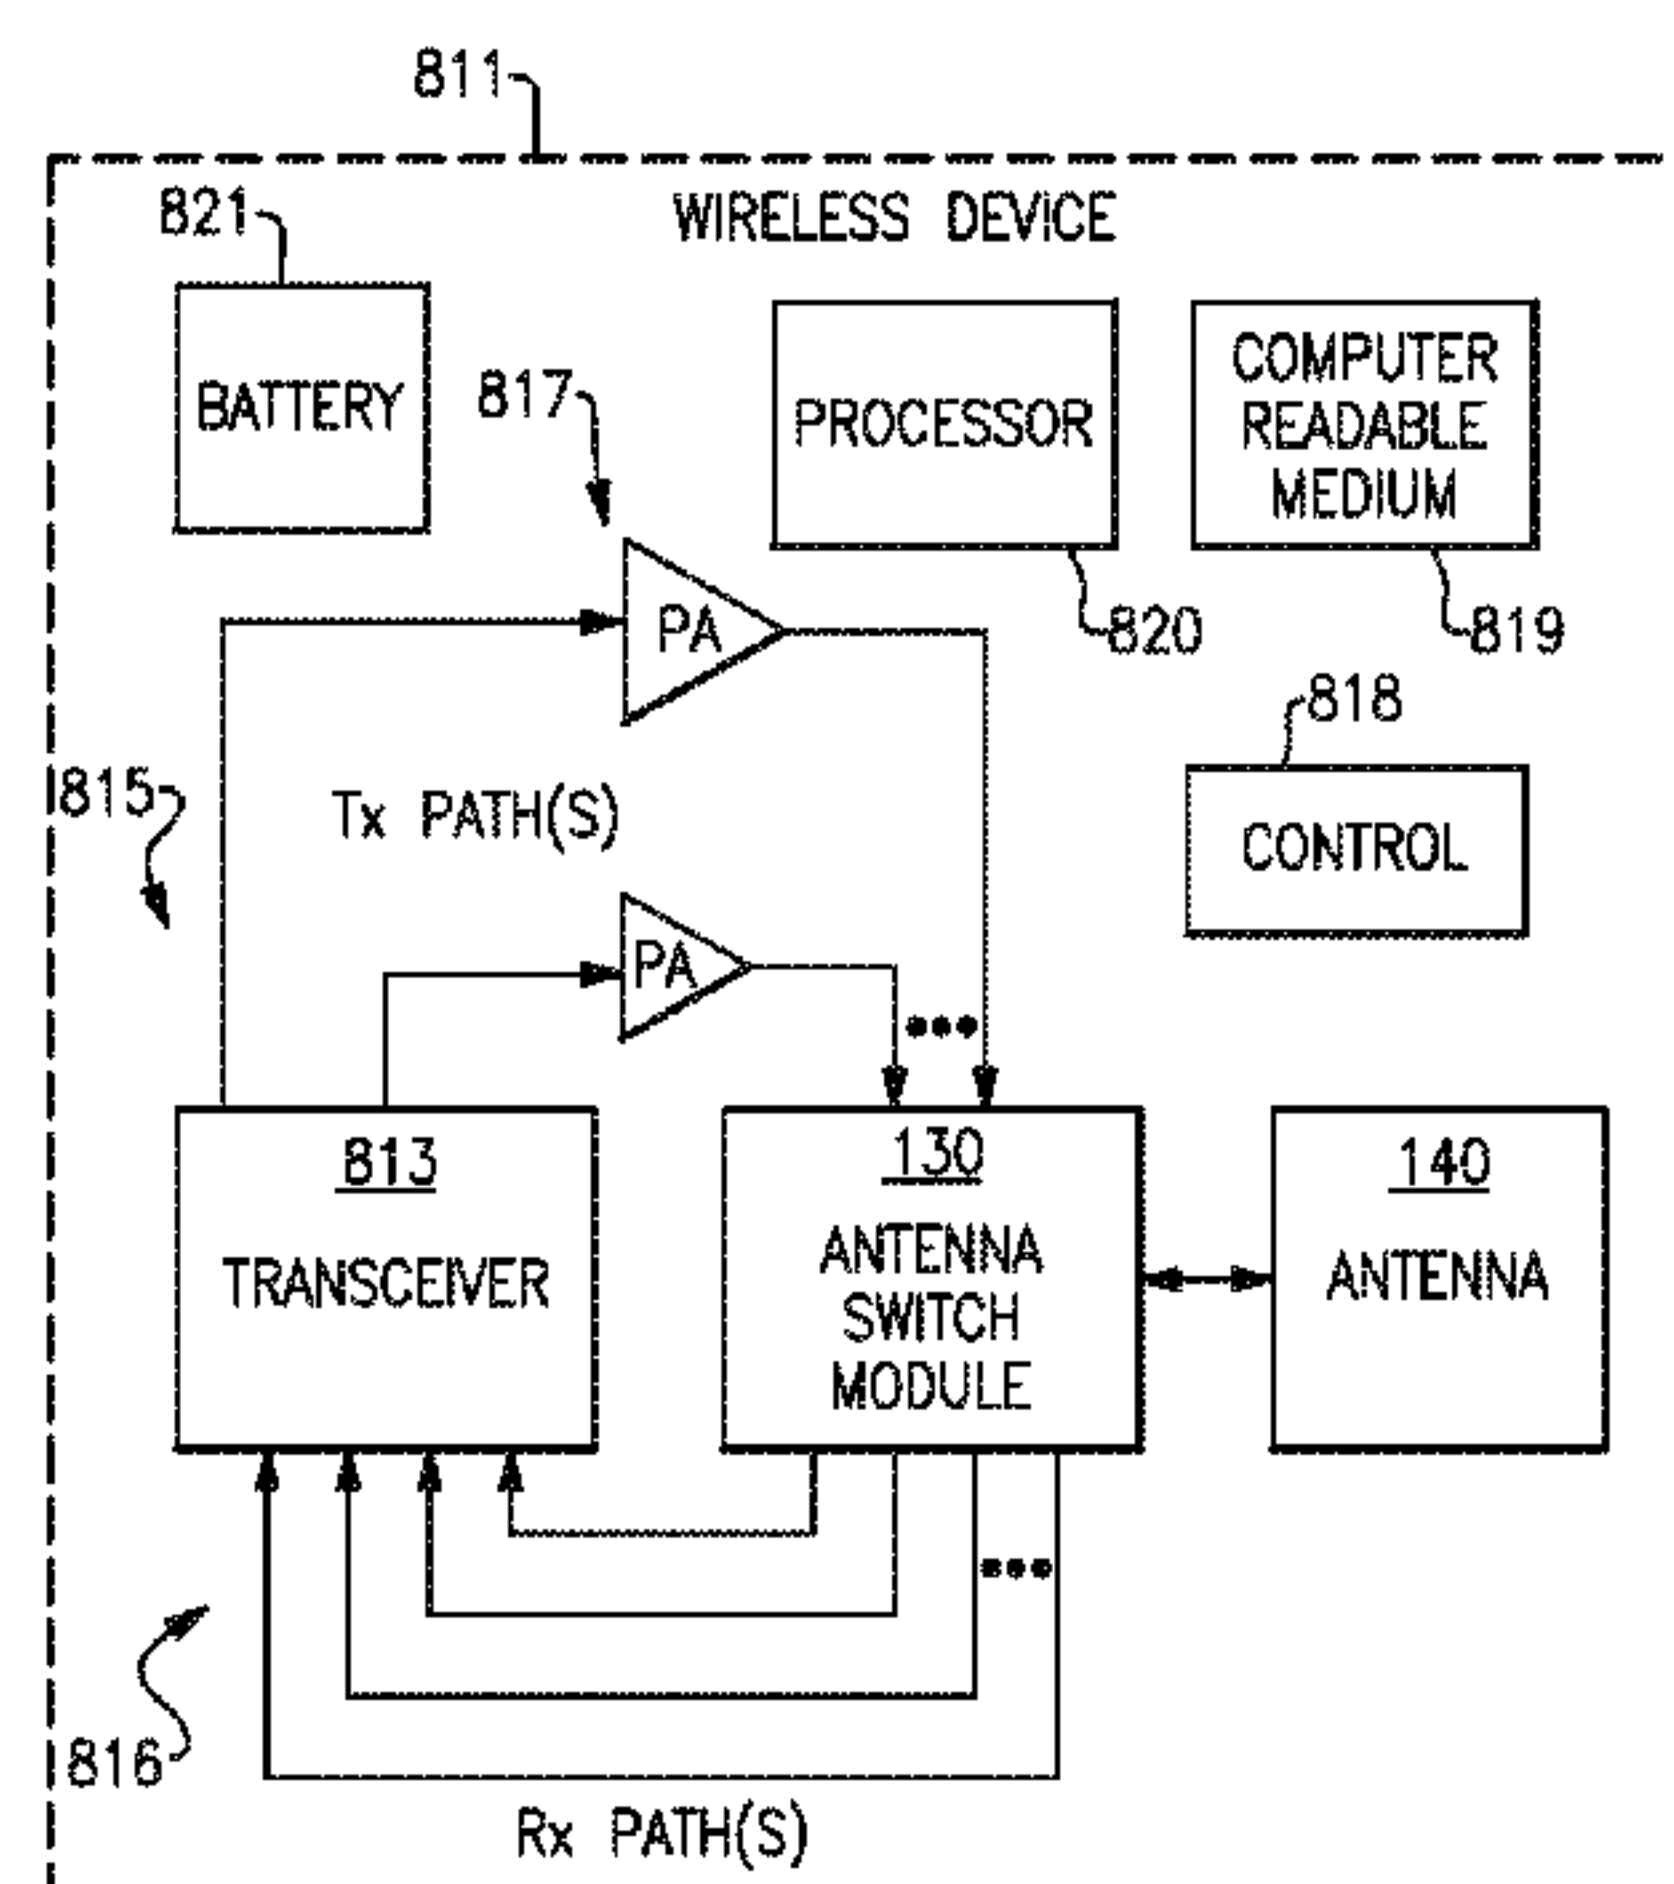 811
WIRELESS DEVICE
821
BATTERY
817
PROCESSOR
COMPUTER
READABLE
MEDIUM
PA
820
819
818
815
Tx PATH(S)
CONTROL
PA
813
TRANSCEIVER
130
ANTENNA
SWITCH
MODULE
140
ANTENNA
816
Rx PATH(S)